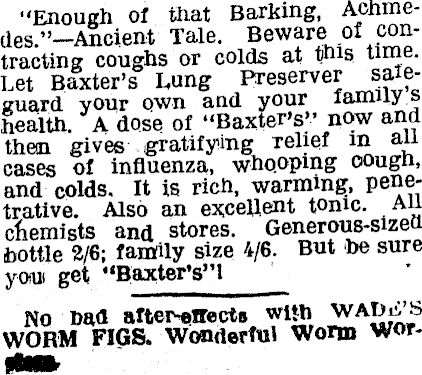 "Enough of that Barking, Achme-
des."—Ancient Tale. Beware of con-
tracting coughs or colds at this time.
Let Baxter's Lung Preserver safe-
guard your own and your family's
health. A dose of "Baxter's" now and
then gives gratifying relief in all
cases of influenza, whooping cough,
and colds. It is rich, warming, pene-
trative. Also an excellent tonic. All
chemists and stores. Generous-sized
bottle 2/6; family size 4/6. But be sure
you get "Baxter's"!
No bad after-effects with WADE'S
WORM FIGS. Wonderful Worm Wor-